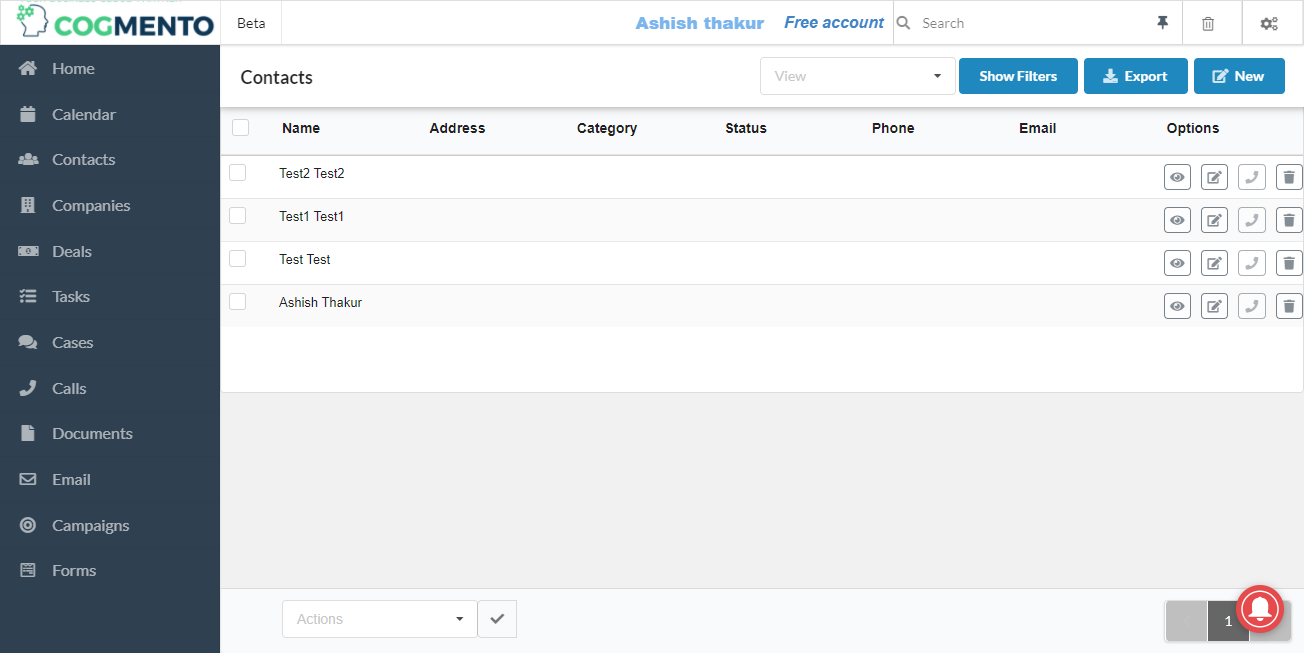 COGMENTO
Beta
Ashish thakur
Free account
Search
Home
Calendar
Contacts
Companies
Deals
Tasks
Cases
Calls
Documents
Email
Campaigns
Forms
Contacts
View
Show Filters
Export
New
Name Address Category Status Phone Email Options
Test2 Test2
Test1 Test1
Test Test
Ashish Thakur
Actions
1